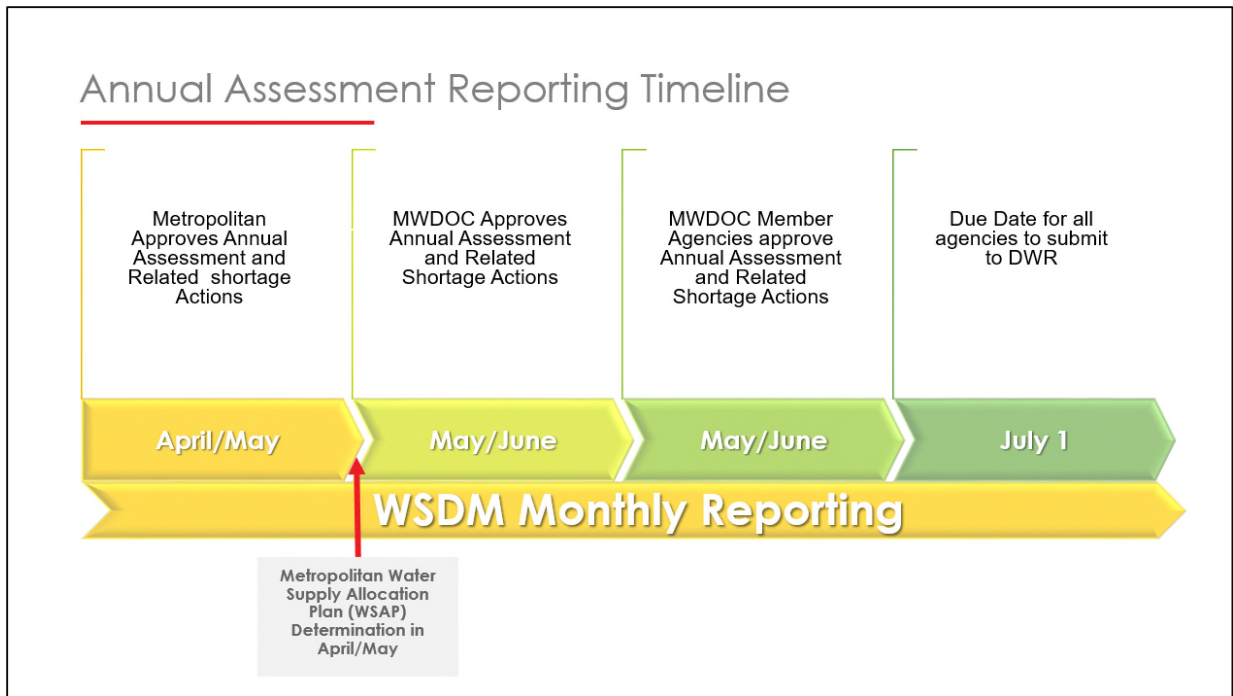 Annual Assessment Reporting Timeline
Metropolitan
Approves Annual
Assessment and
Related shortage
Actions
MWDOC Approves
Annual Assessment
and Related
Shortage Actions
MWDOC Member
Agencies approve
Annual Assessment
and Related
Shortage Actions
Due Date for all
agencies to submit
to DWR
April/May
May/June
May/June
July 1
WSDM Monthly Reporting
Metropolitan Water
Supply Allocation
Plan (WSAP)
Determination in
April/May